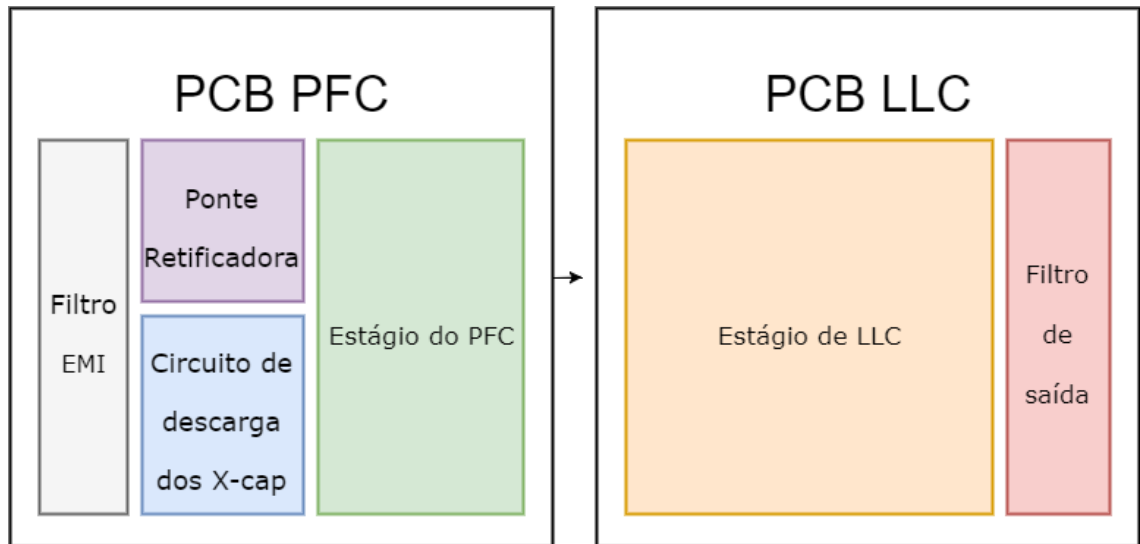 PCB PFC
Filtro
EMI
Ponte
Retificadora
Circuito de
descarga
dos X-cap
Estágio do PFC
PCB LLC
Estágio de LLC
Filtro
de
saída